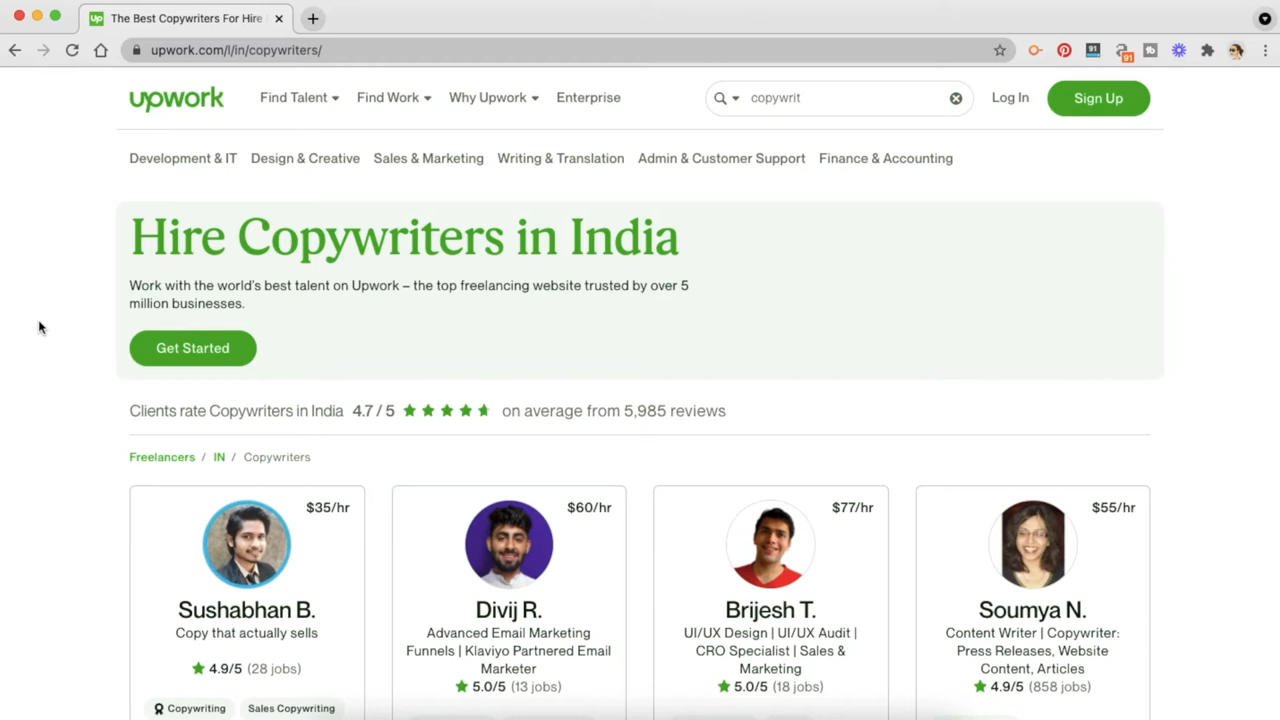 Up The Best Copywriters For Hire
upwork.com/l/in/copywriters/
91
91
upwork Find Talent Find Work Why Upwork Enterprise copywrit Log In Sign Up
Development & IT Design & Creative Sales & Marketing Writing & Translation Admin & Customer Support Finance & Accounting
Hire Copywriters in India
Work with the world's best talent on Upwork – the top freelancing website trusted by over 5
million businesses.
Get Started
Clients rate Copywriters in India 4.7 / 5 on average from 5,985 reviews
Freelancers / IN / Copywriters
$35/hr
Sushabhan B.
Copy that actually sells
4.9/5 (28 jobs)
Copywriting Sales Copywriting
$60/hr
Divij R.
Advanced Email Marketing
Funnels | Klaviyo Partnered Email
Marketer
5.0/5 (13 jobs)
$77/hr
Brijesh T.
UI/UX Design | UI/UX Audit |
CRO Specialist | Sales &
Marketing
5.0/5 (18 jobs)
$55/hr
Soumya N.
Content Writer | Copywriter:
Press Releases, Website
Content, Articles
4.9/5 (858 jobs)